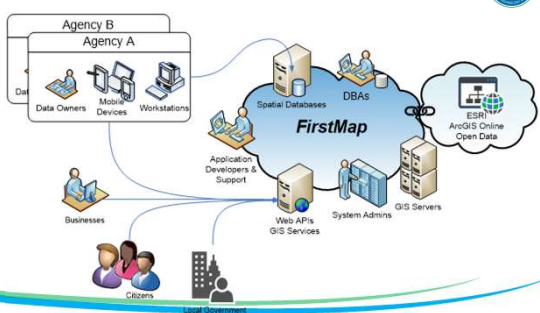 Agency B
Agency A
Data Owners
Mobile
Devices
Workstations
Dat
Spatial Databases
DBAs
FirstMap
ESRI
ArcGIS Online
Open Data
Application
Developers &
Support
Businesses
Web APIs
GIS Services
System Admins
GIS Servers
Citizens
Local Government